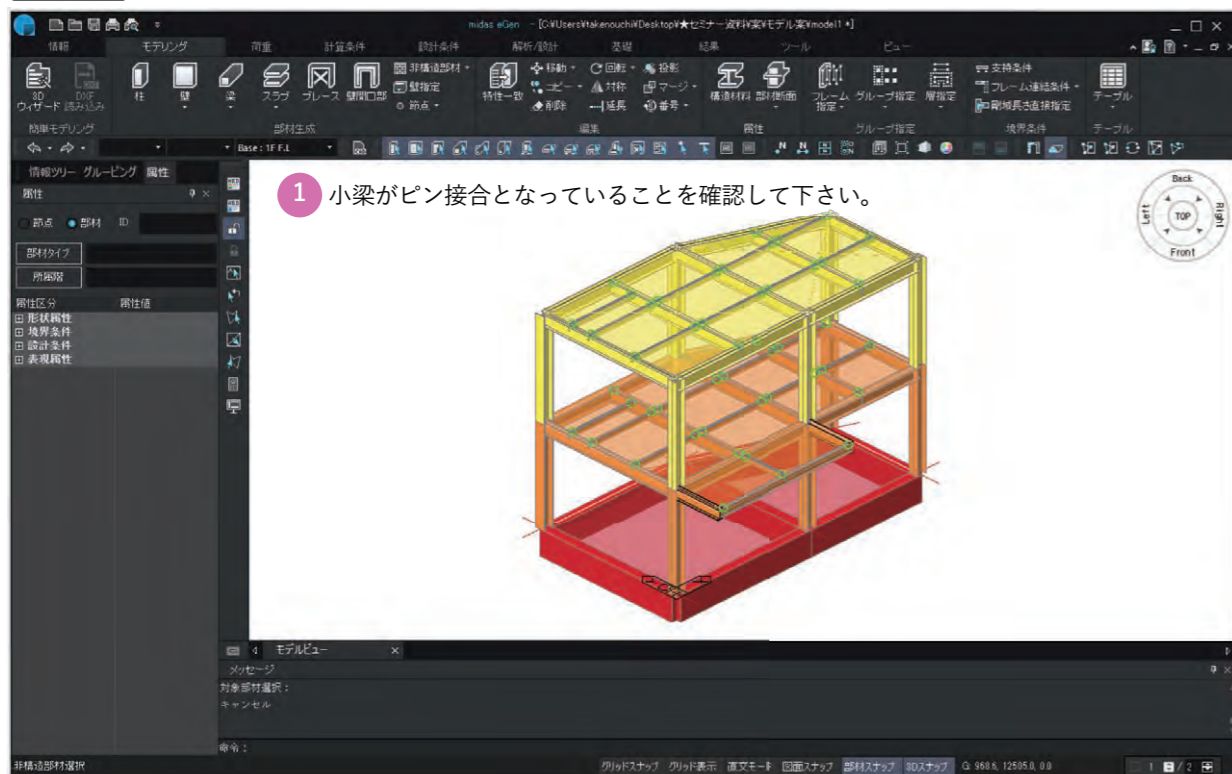 midas eGen - [C:¥Users¥takenouchi¥Desktop¥★セミナー資料¥案¥モデル案¥model1 *]
情報 モデリング 荷重 計算条件 設計条件 解析/設計 基礎 結果 ツール ビュー
3Dウィザード DXF読み込み 柱 壁 梁 スラブ ブレース 壁開口部 非構造部材 壁指定 節点 特性一致 移動 コピー 削除 回転 対称 延長 投影 マージ 番号 構造材料 部材断面 フレーム指定 グループ指定 層指定 支持条件 フレーム連結条件 剛域長さ直接指定 テーブル
簡単モデリング 部材生成 編集 属性 グループ指定 境界条件 テーブル
Base : 1F F.L
情報ツリー グルーピング 属性
属性
節点 部材 ID
部材タイプ
所属階
属性区分 属性値
形状属性
境界条件
設計条件
表現属性
1 小梁がピン接合となっていることを確認して下さい。
Back
Left TOP Right
Front
モデルビュー ×
メッセージ
対象部材選択 :
キャンセル
命令 :
非構造部材選択 グリッドスナップ グリッド表示 直交モード 図面スナップ 部材スナップ 3Dスナップ G: 968.6, 12585.0, 0.0 1 / 2